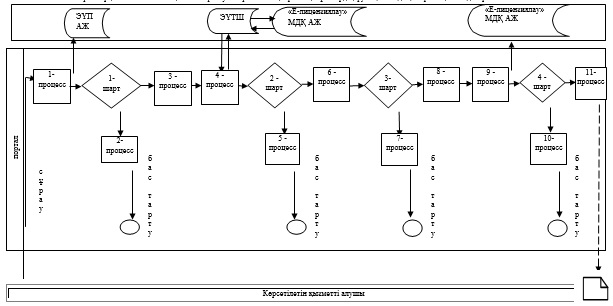 ЭҮП
АЖ
ЭҮТШ
«Е-лицензиялау»
МДҚ АЖ
«Е-лицензиялау»
МДҚ АЖ
1-
процесс
1-
шарт
3 -
процесс
4 -
процесс
2 -
шарт
6 -
процесс
3-
шарт
8 -
процесс
9 -
процесс
4 -
шарт
11-
процесс
2-
процесс
5 -
процесс
7-
процесс
10-
процесс
портал
сұрау
бас тарту
бас тарту
бас тарту
бас тарту
Көрсетілетін қызметті алушы